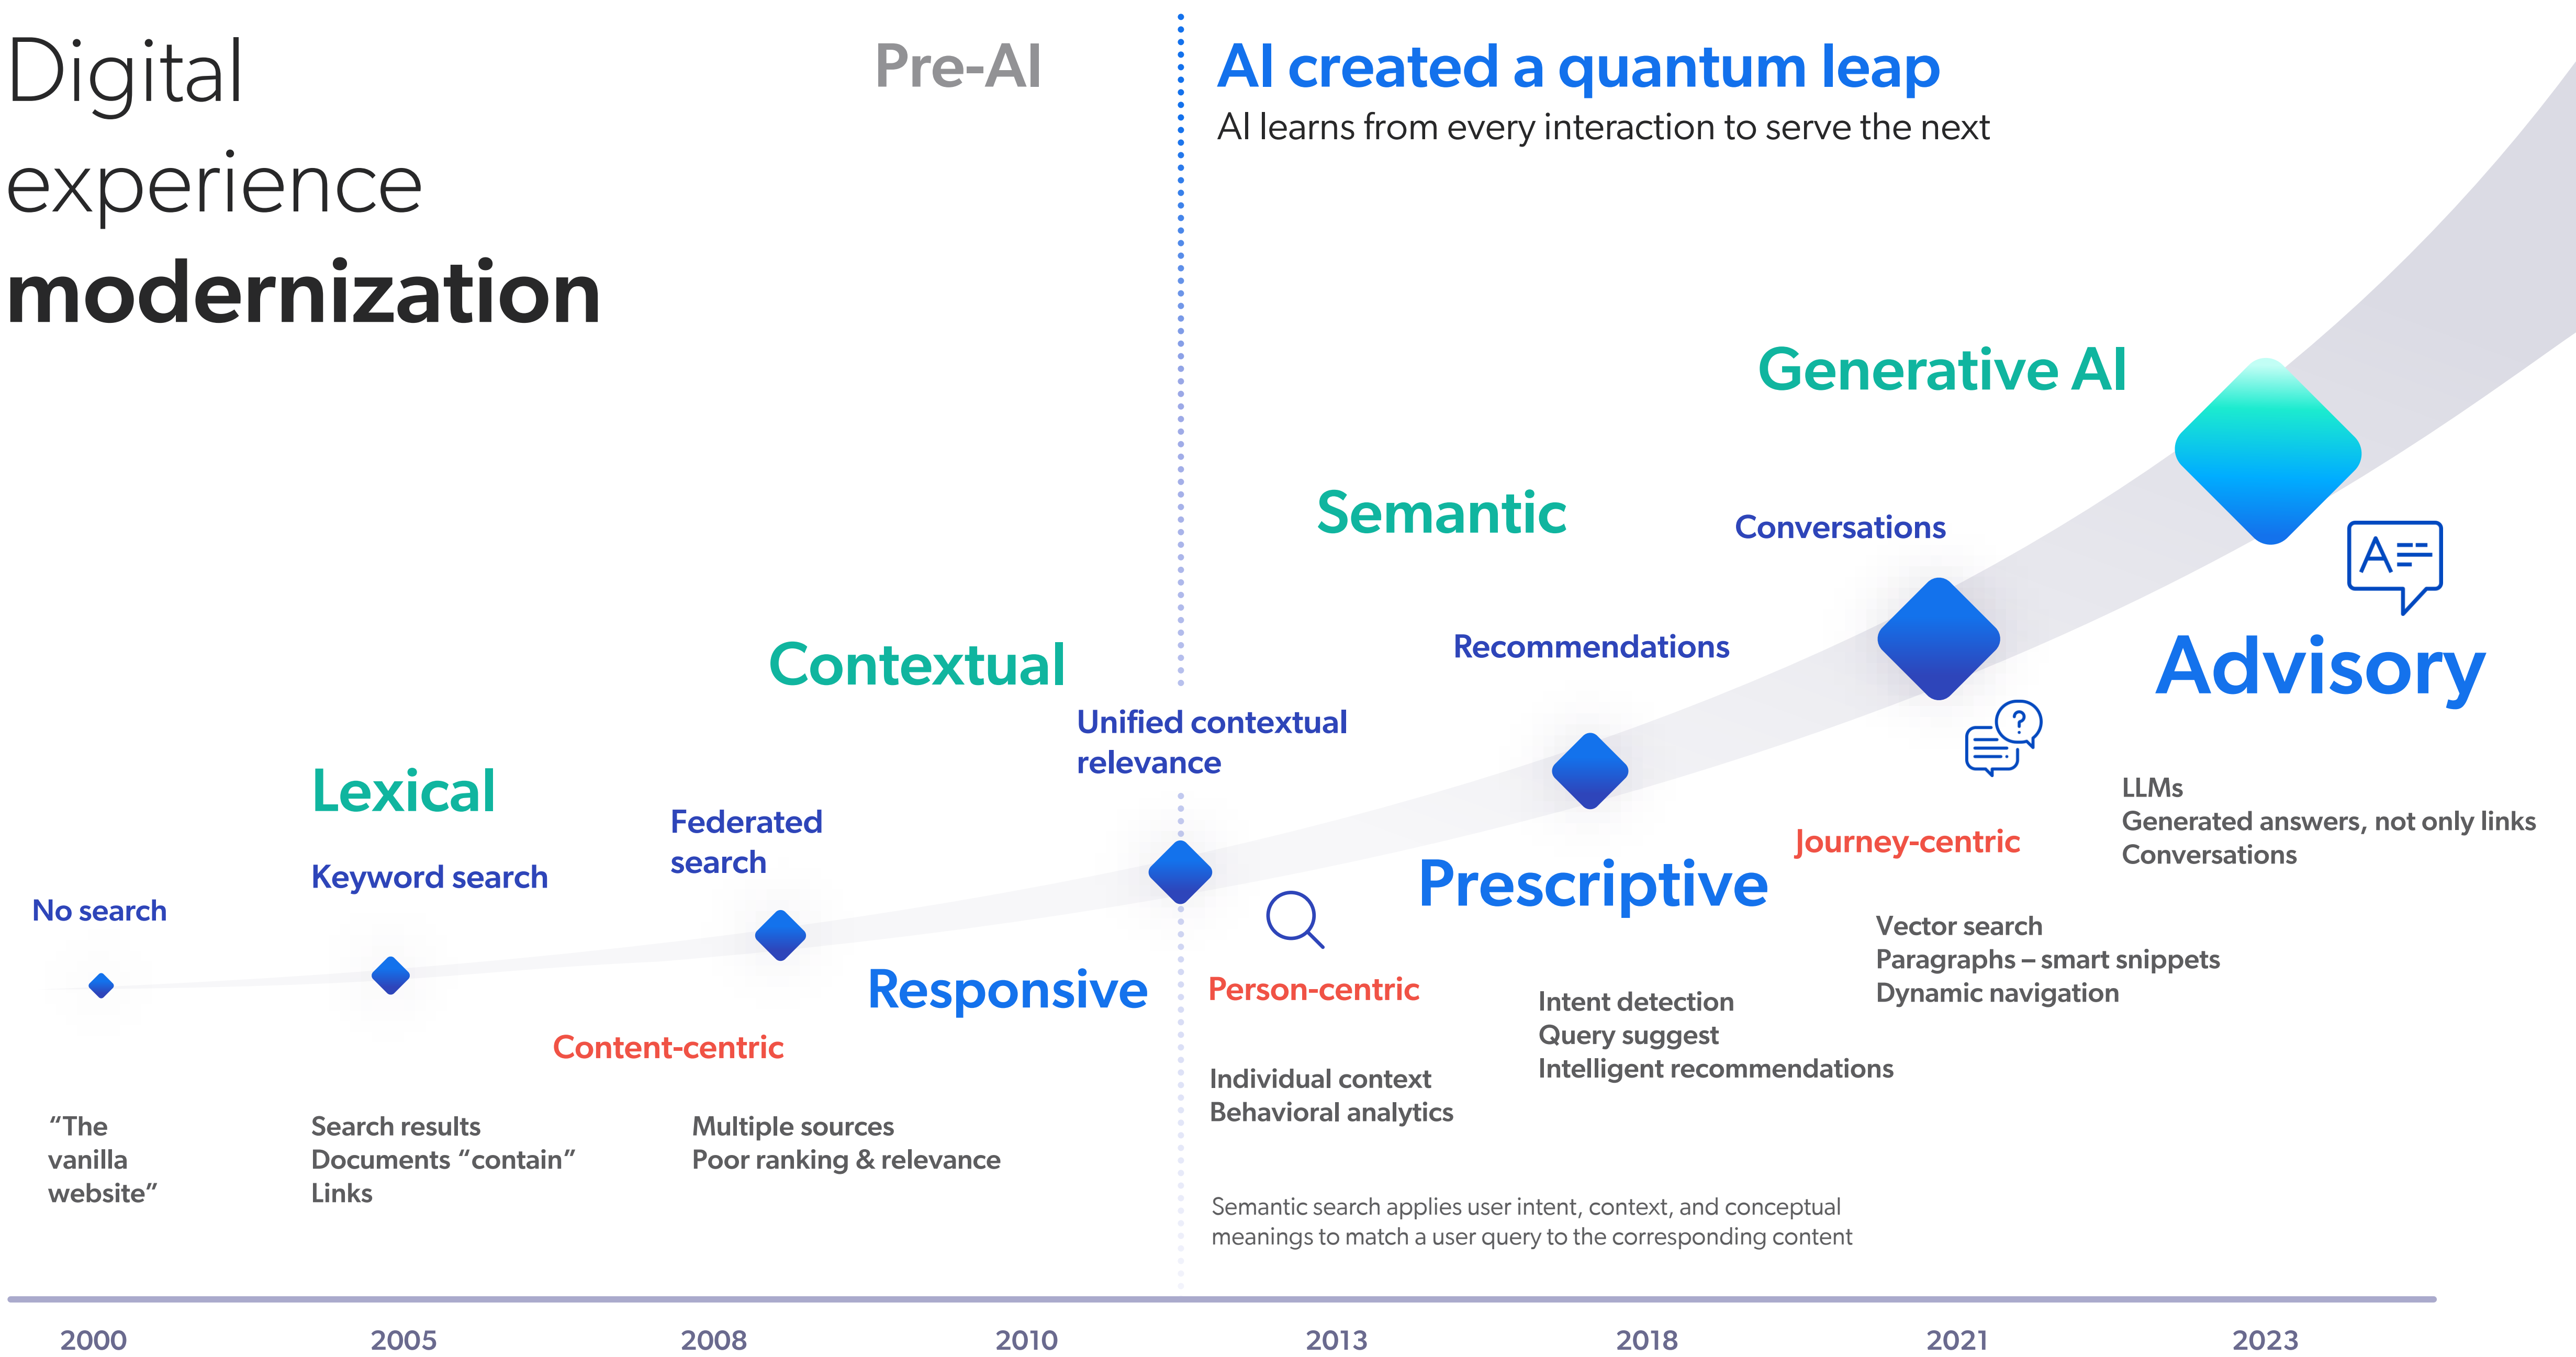 Digital
experience
modernization
Pre-AI
AI created a quantum leap
AI learns from every interaction to serve the next
Generative AI
Semantic
Conversations
Contextual
Recommendations
Advisory
Unified contextual
relevance
Lexical
Federated
search
Keyword search
No search
LLMs
Generated answers, not only links
Conversations
Journey-centric
Prescriptive
Vector search
Paragraphs – smart snippets
Dynamic navigation
Responsive
Person-centric
Intent detection
Query suggest
Intelligent recommendations
Content-centric
Individual context
Behavioral analytics
“The
vanilla
website”
Search results
Documents “contain”
Links
Multiple sources
Poor ranking & relevance
Semantic search applies user intent, context, and conceptual
meanings to match a user query to the corresponding content
2000 2005 2008 2010 2013 2018 2021 2023
A
?